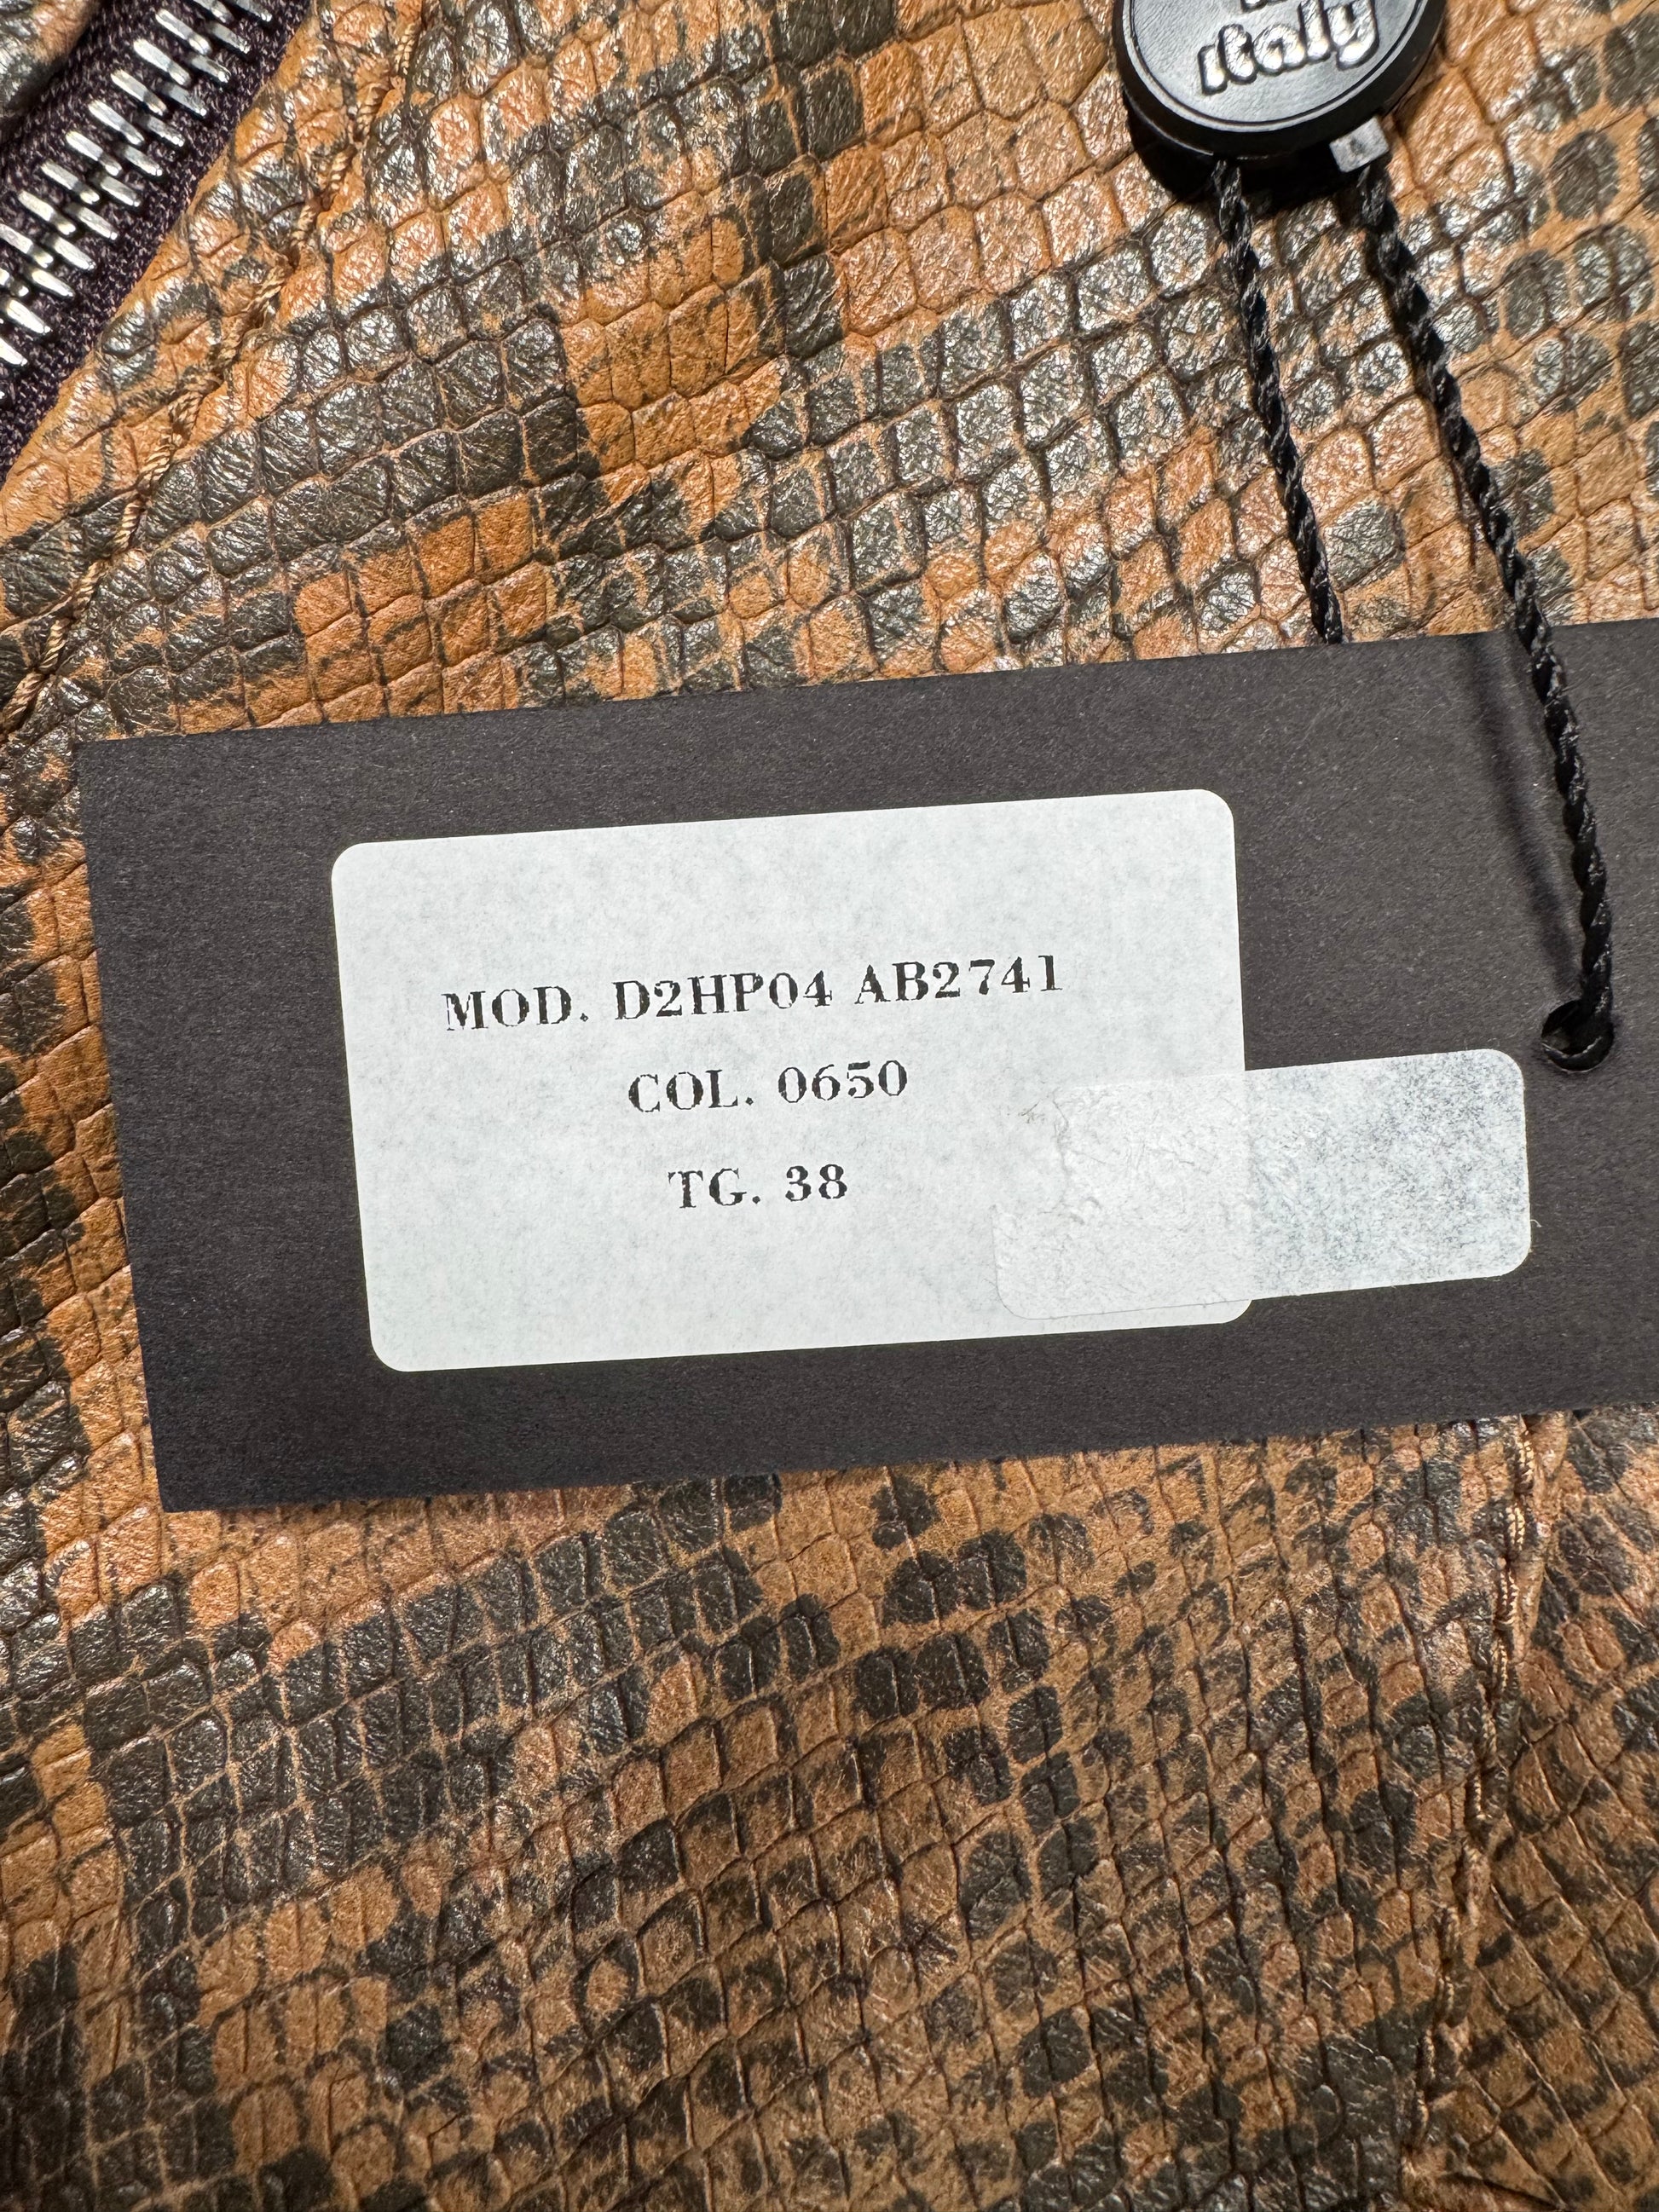 Italy
MOD. D2HP04 AB2741
COL. 0650
TG. 38